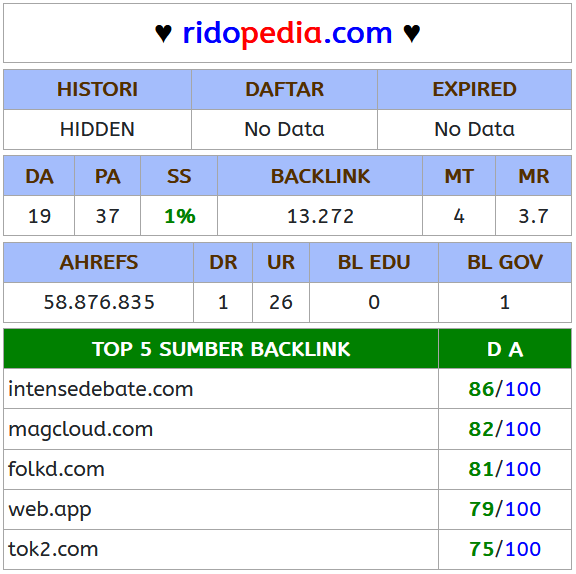 ♥ ridopedia.com ♥
HISTORI DAFTAR EXPIRED
HIDDEN No Data No Data
DA PA SS BACKLINK MT MR
19 37 1% 13.272 4 3.7
AHREFS DR UR BL EDU BL GOV
58.876.835 1 26 0 1
TOP 5 SUMBER BACKLINK D A
intensedebate.com 86/100
magcloud.com 82/100
folkd.com 81/100
web.app 79/100
tok2.com 75/100